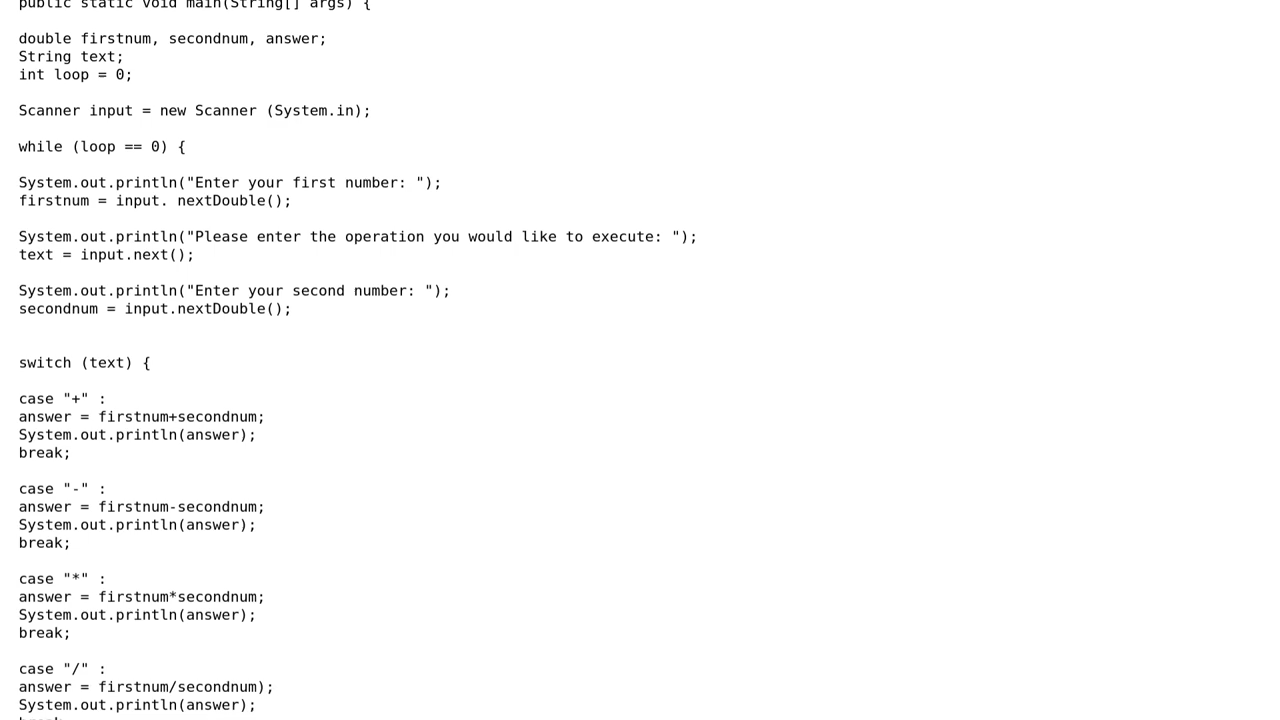 public static void main(String[] args) {
double firstnum, secondnum, answer;
String text;
int loop = 0;
Scanner input = new Scanner (System.in);
while (loop == 0) {
System.out.println("Enter your first number: ");
firstnum = input. nextDouble();
System.out.println("Please enter the operation you would like to execute: ");
text = input.next();
System.out.println("Enter your second number: ");
secondnum = input.nextDouble();
switch (text) {
case "+" :
answer = firstnum+secondnum;
System.out.println(answer);
break;
case "-" :
answer = firstnum-secondnum;
System.out.println(answer);
break;
case "*" :
answer = firstnum*secondnum;
System.out.println(answer);
break;
case "/" :
answer = firstnum/secondnum);
System.out.println(answer);